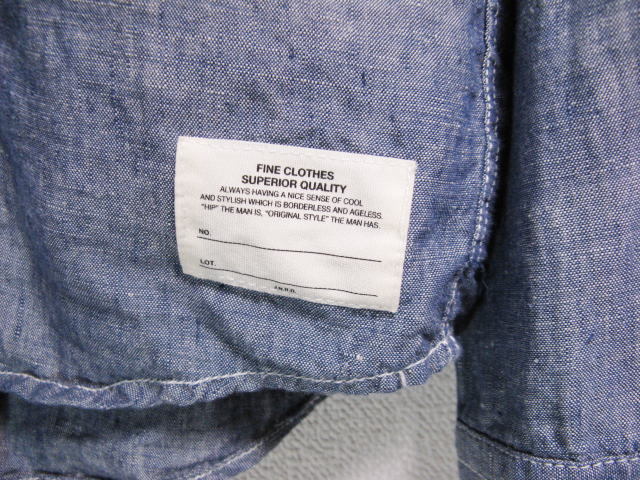 FINE CLOTHES
SUPERIOR QUALITY
ALWAYS HAVING A NICE SENSE OF COOL
AND STYLISH WHICH IS BORDERLESS AND AGELESS.
"HIP" THE MAN IS, "ORIGINAL STYLE" THE MAN HAS.
NO.
LOT.